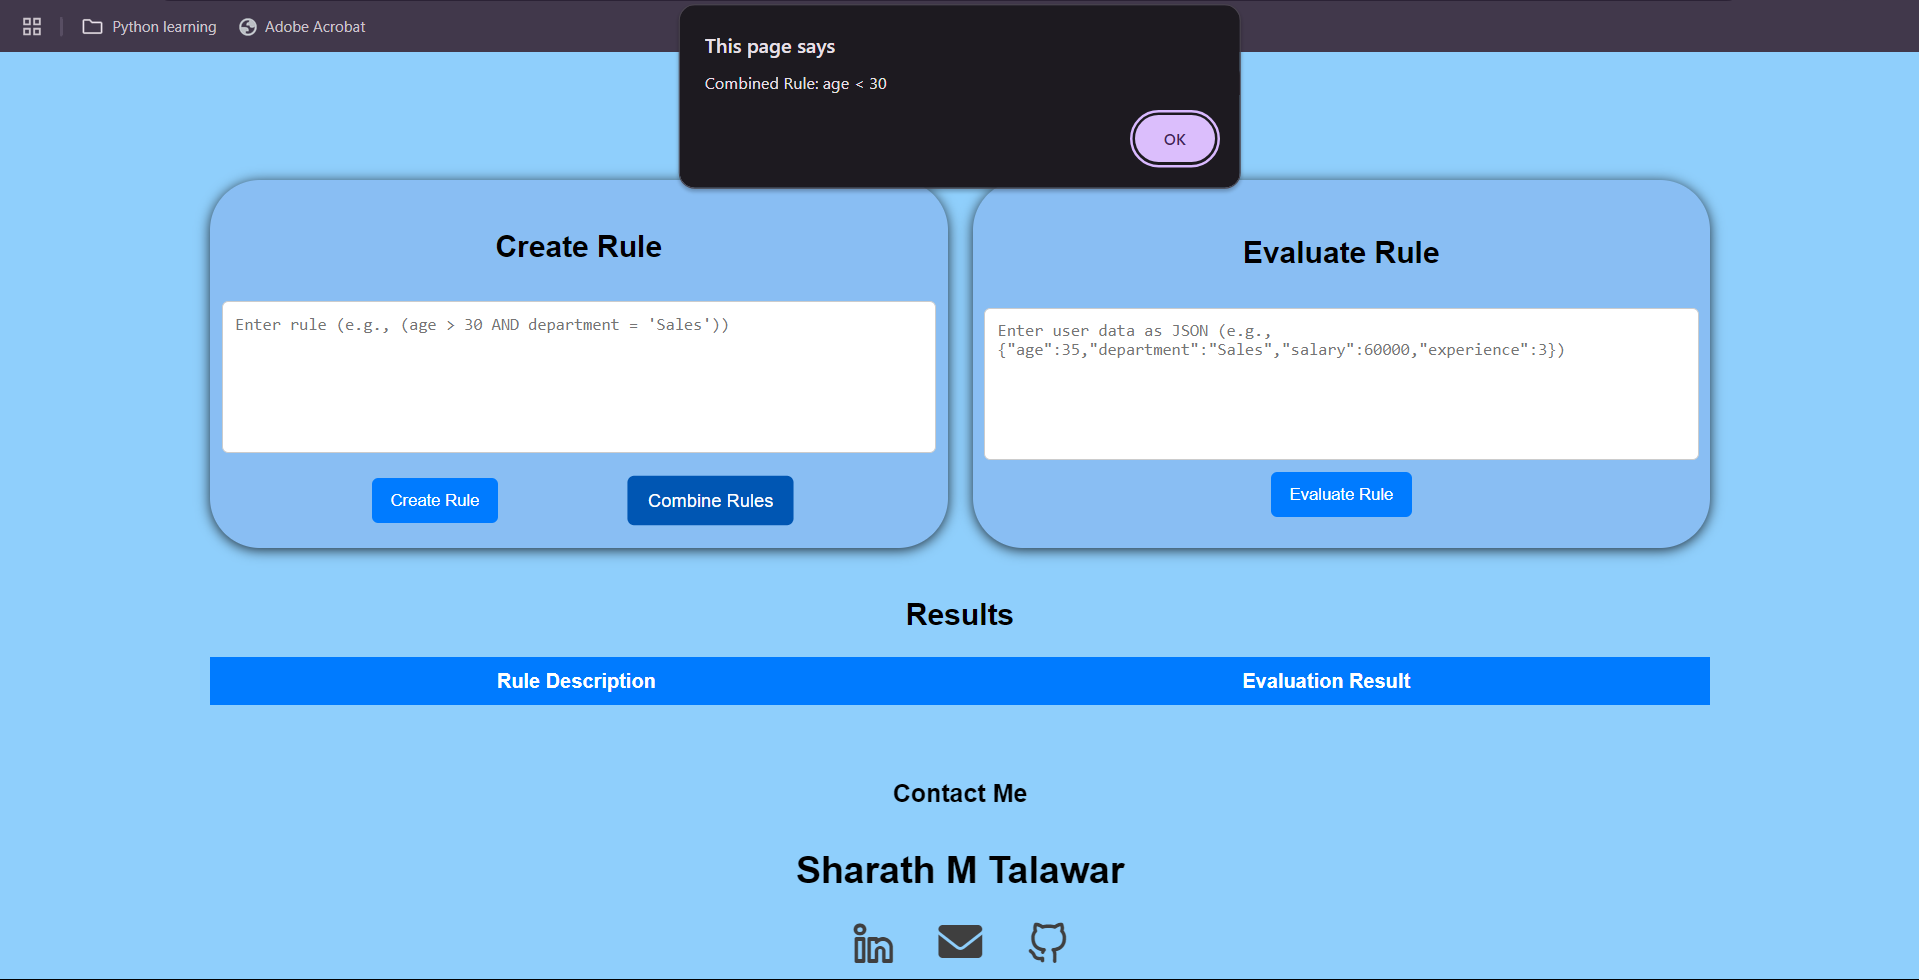 Python learning
Adobe Acrobat
This page says
Combined Rule: age < 30
OK
Create Rule
Enter rule (e.g., (age > 30 AND department = 'Sales'))
Create Rule
Combine Rules
Evaluate Rule
Enter user data as JSON (e.g.,
{"age":35,"department":"Sales","salary":60000,"experience":3})
Evaluate Rule
Results
Rule Description
Evaluation Result
Contact Me
Sharath M Talawar
in